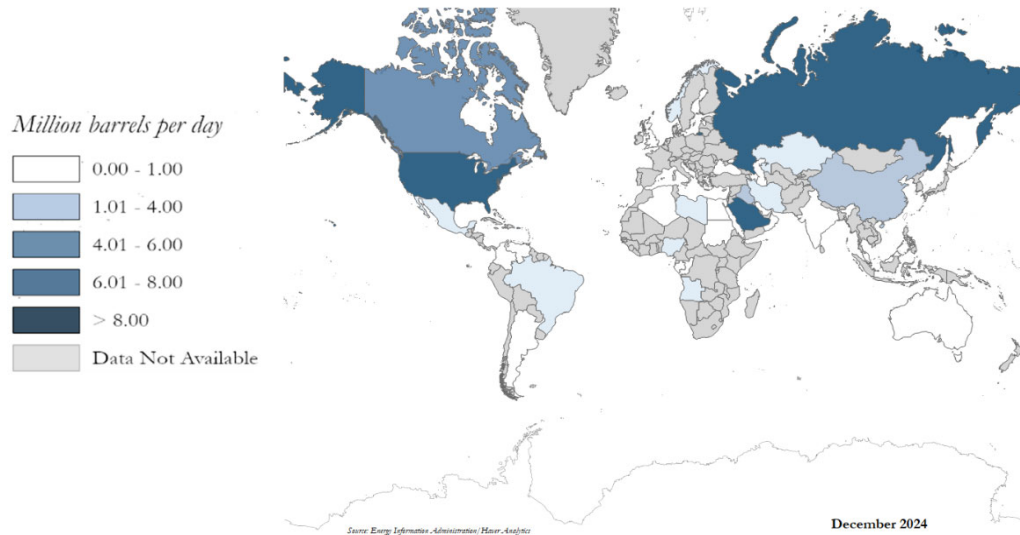 Million barrels per day
0.00 - 1.00
1.01 - 4.00
4.01 - 6.00
6.01 - 8.00
> 8.00
Data Not Available
Source: Energy Information Administration/Haver Analytics
December 2024